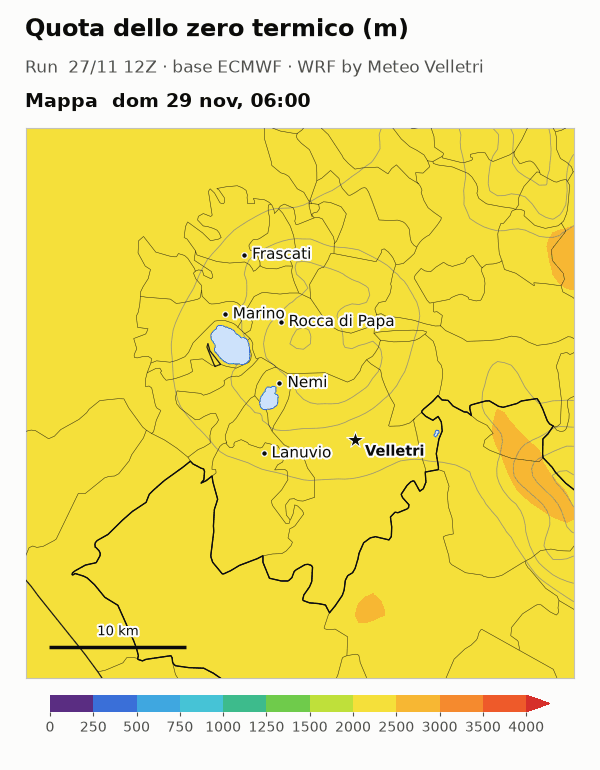 Quota dello zero termico (m)
Run  27/11 12Z · base ECMWF · WRF by Meteo Velletri
Mappa  dom 29 nov, 06:00
Frascati
Marino
Rocca di Papa
Nemi
Velletri
Lanuvio
10 km
0 250 500 750 1000 1250 1500 2000 2500 3000 3500 4000